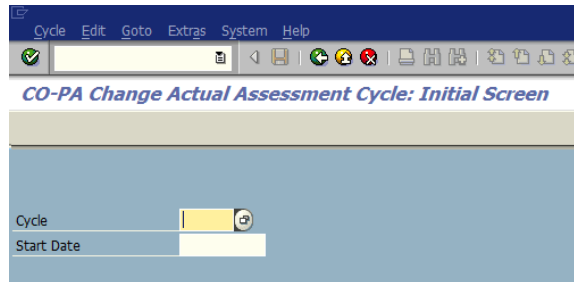 Cycle Edit Goto Extras System Help
CO-PA Change Actual Assessment Cycle: Initial Screen
Cycle
Start Date